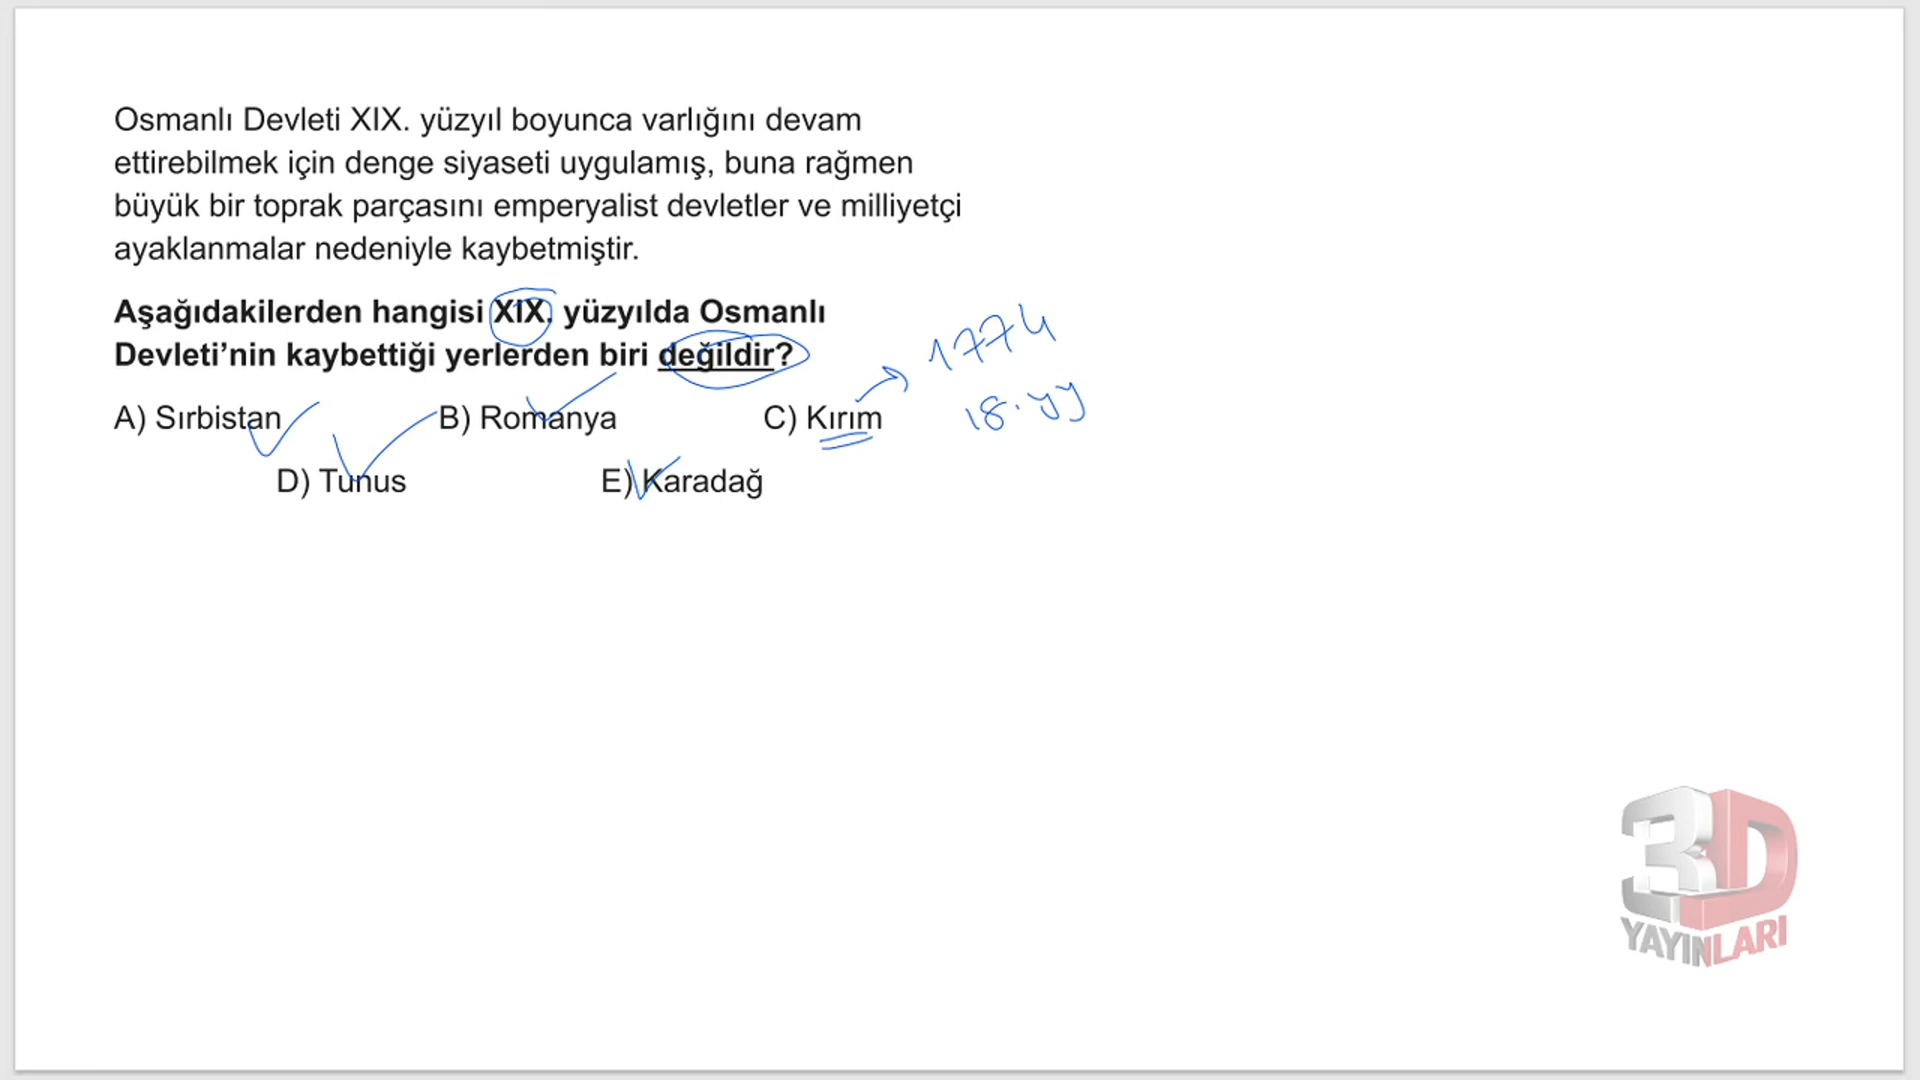 Osmanlı Devleti XIX. yüzyıl boyunca varlığını devam
ettirebilmek için denge siyaseti uygulamış, buna rağmen
büyük bir toprak parçasını emperyalist devletler ve milliyetçi
ayaklanmalar nedeniyle kaybetmiştir.
Aşağıdakilerden hangisi XIX. yüzyılda Osmanlı
Devleti’nin kaybettiği yerlerden biri değildir?
1774
18.yy
A) Sırbistan B) Romanya C) Kırım
D) Tunus E) Karadağ
3D
YAYINLARI